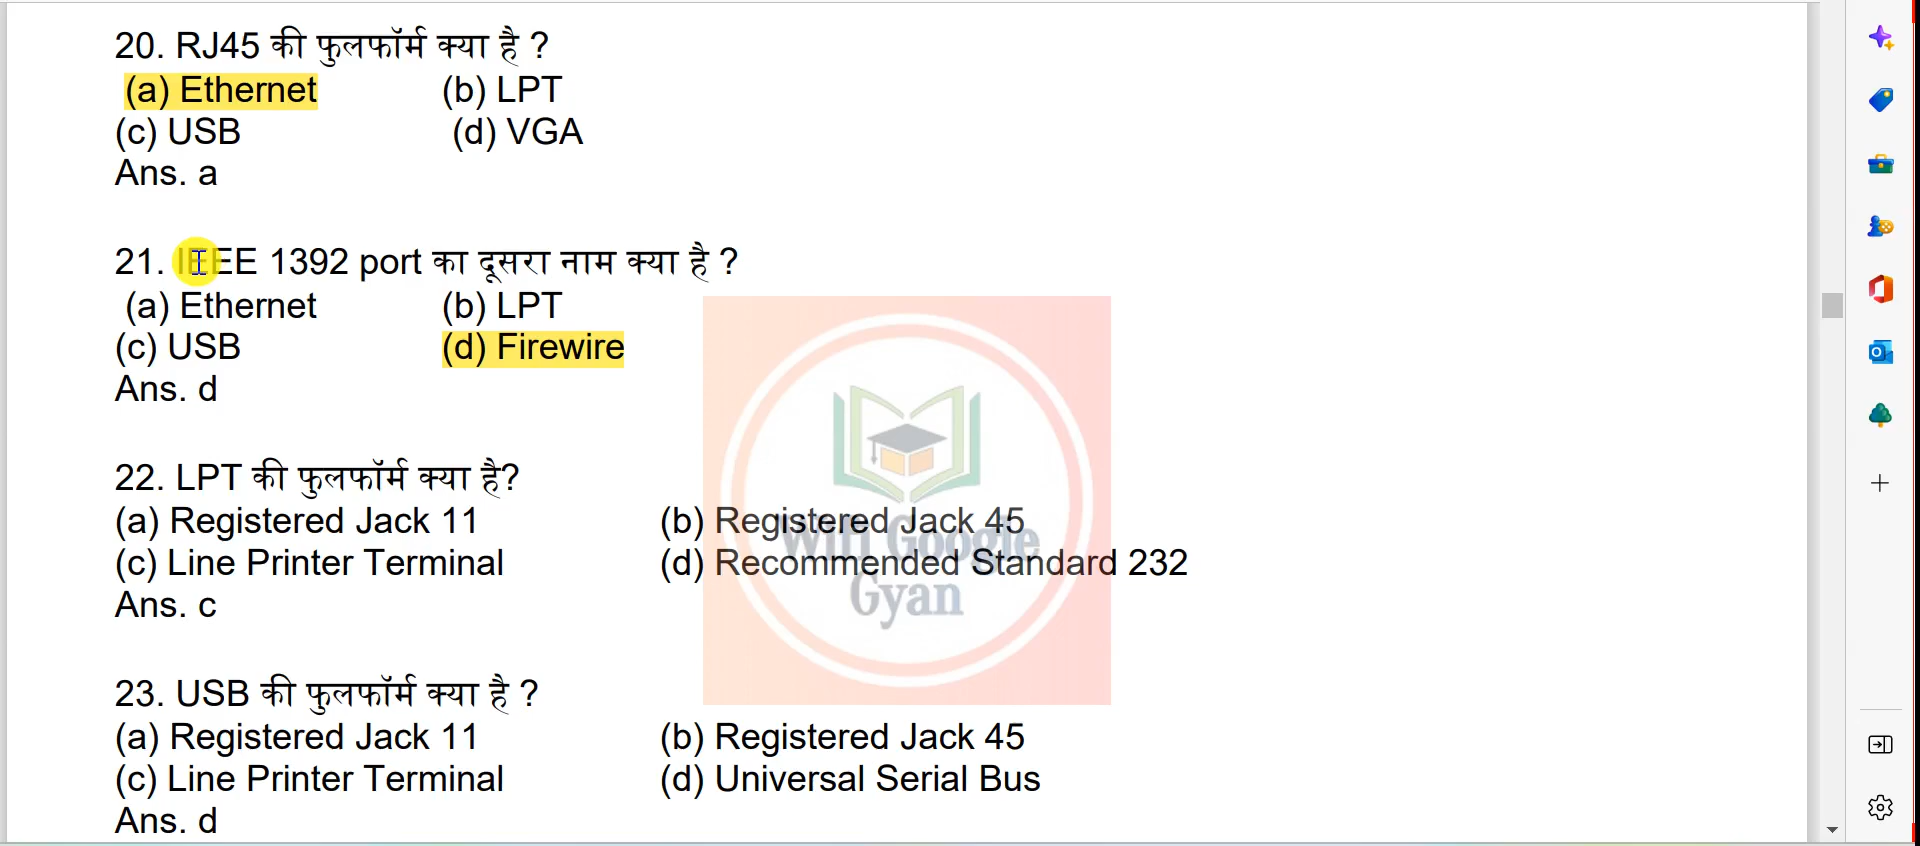 20. RJ45 की फुलफॉर्म क्या है ?
(a) Ethernet (b) LPT
(c) USB (d) VGA
Ans. a
21. IEEE 1392 port का दूसरा नाम क्या है ?
(a) Ethernet (b) LPT
(c) USB (d) Firewire
Ans. d
22. LPT की फुलफॉर्म क्या है?
(a) Registered Jack 11 (b) Registered Jack 45
(c) Line Printer Terminal (d) Recommended Standard 232
Ans. c
Wifi Google
Gyan
23. USB की फुलफॉर्म क्या है ?
(a) Registered Jack 11 (b) Registered Jack 45
(c) Line Printer Terminal (d) Universal Serial Bus
Ans. d